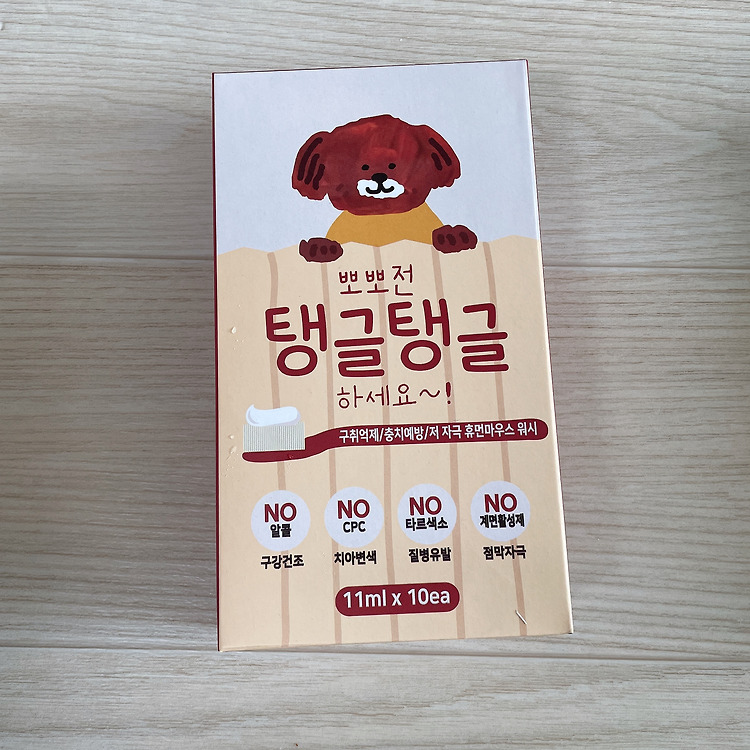 뽀뽀전
탱글탱글
하세요~!
구취억제/충치예방/저 자극 휴먼마우스 워시
NO 알콜
구강건조
NO CPC
치아변색
NO 타르색소
질병유발
NO 계면활성제
점막자극
11ml x 10ea